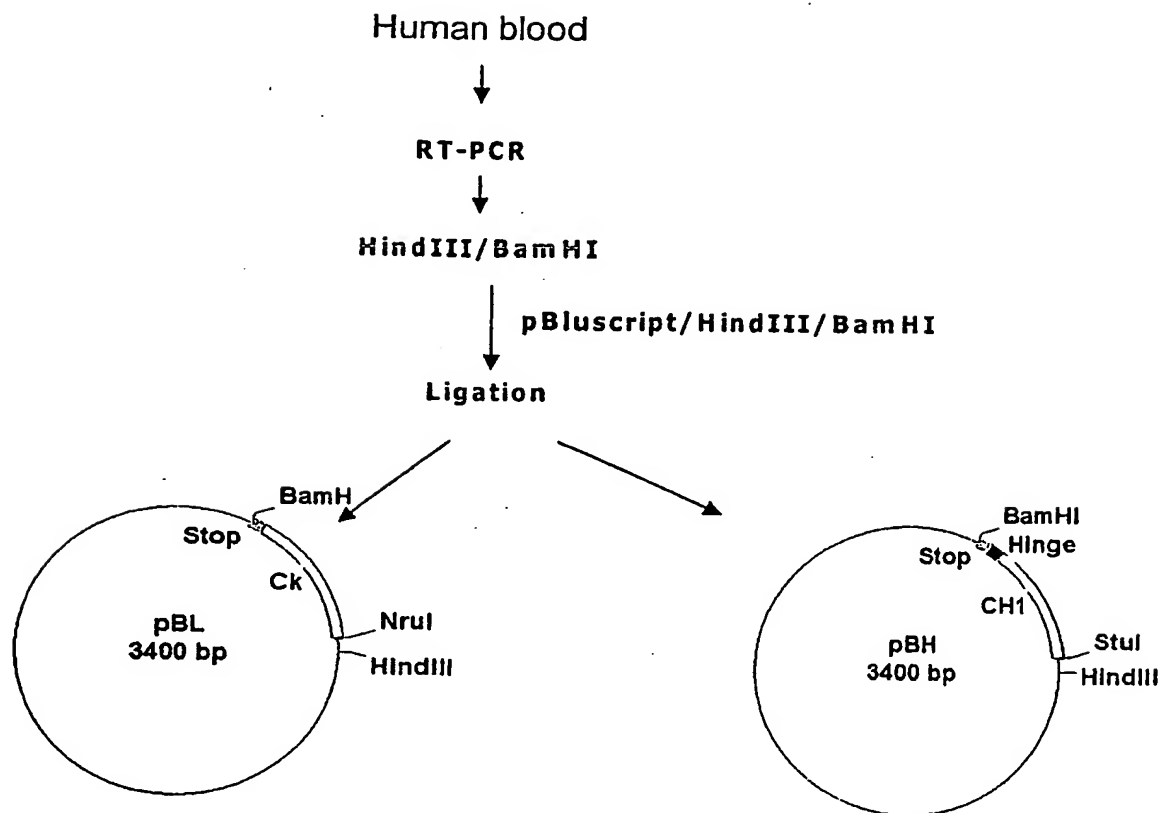 Human blood
RT-PCR
HindIII/BamHI
pBluscript/HindIII/BamHI
Ligation
BamH
Stop
Ck
pBL
3400 bp
NruI
HindIII
BamHI
Hinge
Stop
CH1
pBH
3400 bp
StuI
HindIII